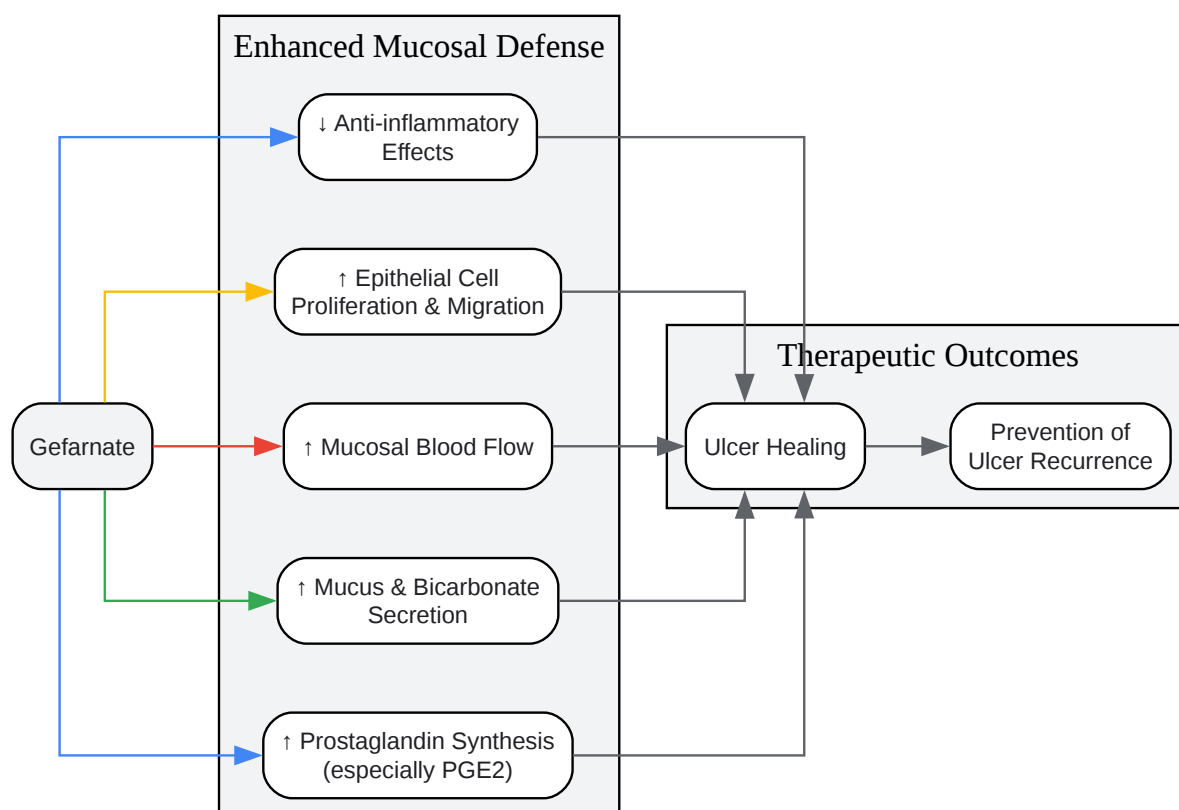 Enhanced Mucosal Defense
↓ Anti-inflammatory
Effects
↑ Epithelial Cell
Proliferation & Migration
Therapeutic Outcomes
Gefarnate
↑ Mucosal Blood Flow
Ulcer Healing
Prevention of
Ulcer Recurrence
↑ Mucus & Bicarbonate
Secretion
↑ Prostaglandin Synthesis
(especially PGE2)